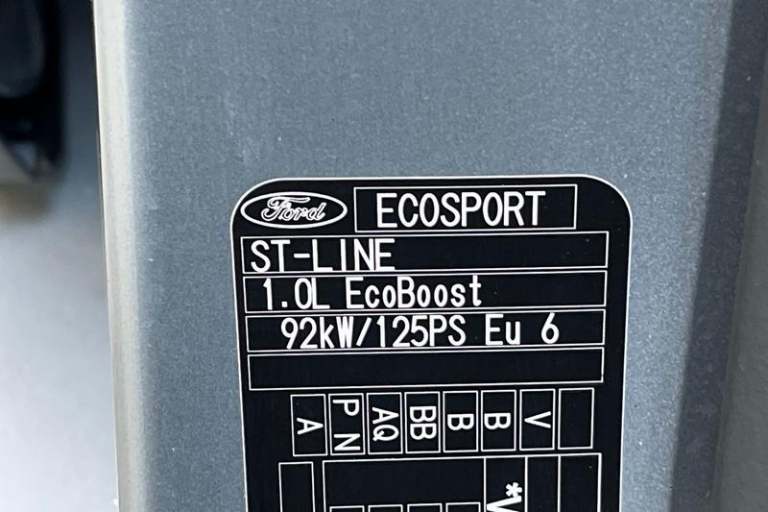 Ford ECOSPORT
ST-LINE
1.0L EcoBoost
92kW/125PS Eu 6
A PN AQ BB B B V
*V